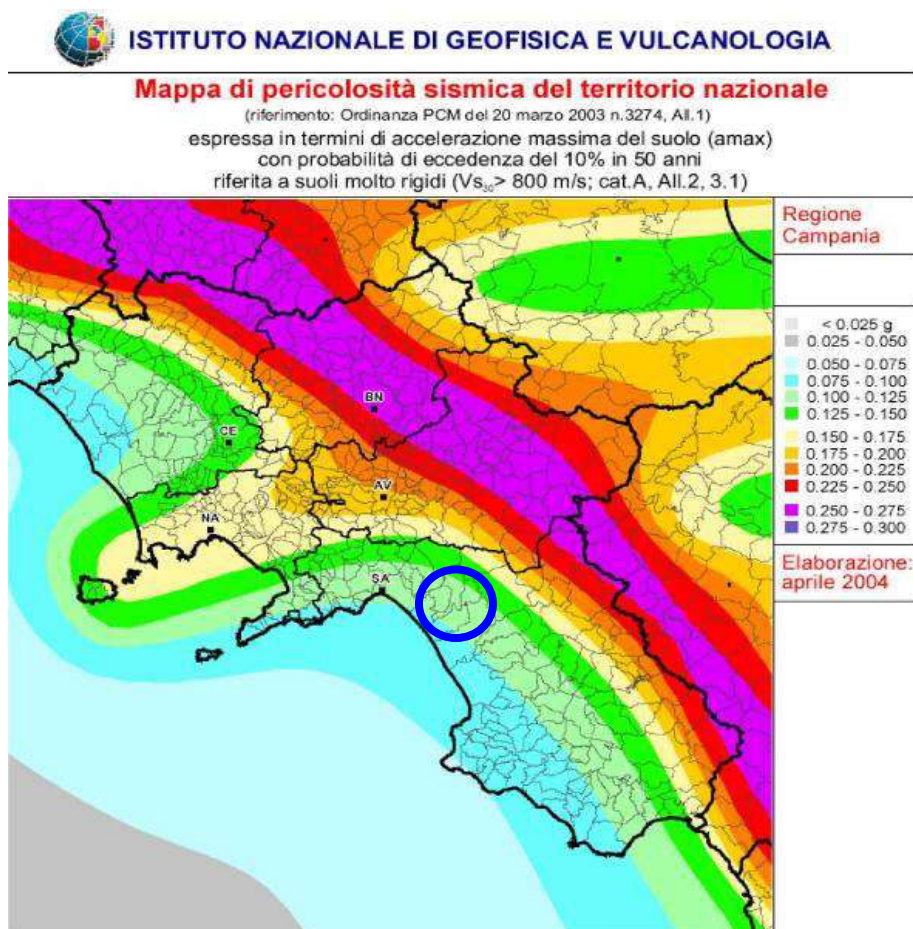 ISTITUTO NAZIONALE DI GEOFISICA E VULCANOLOGIA
Mappa di pericolosità sismica del territorio nazionale
(riferimento: Ordinanza PCM del 20 marzo 2003 n.3274, All.1)
espressa in termini di accelerazione massima del suolo (amax)
con probabilità di eccedenza del 10% in 50 anni
riferita a suoli molto rigidi (Vs₃₀> 800 m/s; cat.A, All.2, 3.1)
Regione
Campania
< 0.025 g
0.025 - 0.050
0.050 - 0.075
0.075 - 0.100
0.100 - 0.125
0.125 - 0.150
0.150 - 0.175
0.175 - 0.200
0.200 - 0.225
0.225 - 0.250
0.250 - 0.275
0.275 - 0.300
Elaborazione:
aprile 2004
BN
CE
AV
NA
SA